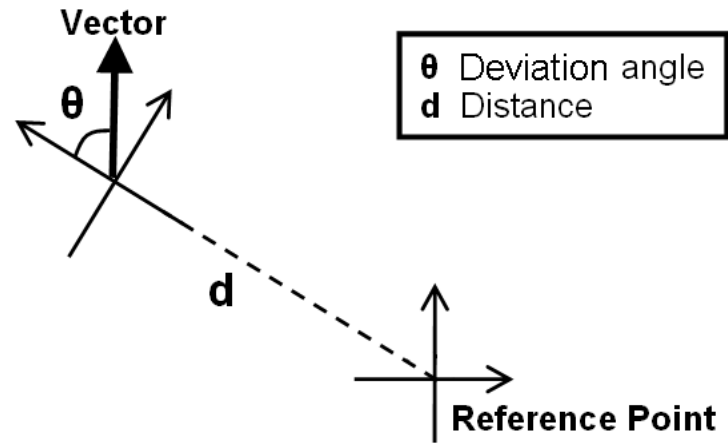 Vector
θ
θ Deviation angle
d Distance
d
Reference Point